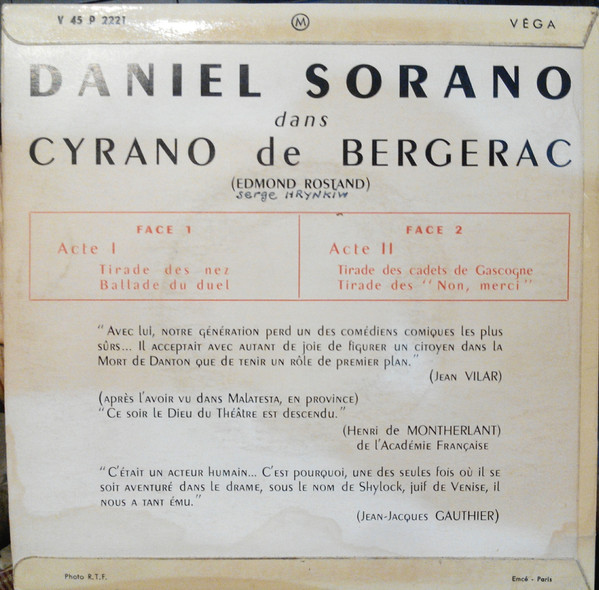 V 45 P 2221 M VÉGA
DANIEL SORANO
dans
CYRANO de BERGERAC
(EDMOND ROSTAND)
serge HRYNKIW
FACE 1
Acte I
Tirade des nez
Ballade du duel
FACE 2
Acte II
Tirade des cadets de Gascogne
Tirade des "Non, merci"
"Avec lui, notre génération perd un des comédiens comiques les plus
sûrs... Il acceptait avec autant de joie de figurer un citoyen dans la
Mort de Danton que de tenir un rôle de premier plan."
(Jean VILAR)
(après l'avoir vu dans Malatesta, en province)
"Ce soir le Dieu du Théâtre est descendu."
(Henri de MONTHERLANT)
de l'Académie Française
"C'était un acteur humain... C'est pourquoi, une des seules fois où il se
soit aventuré dans le drame, sous le nom de Shylock, juif de Venise, il
nous a tant ému."
(Jean-Jacques GAUTHIER)
Photo R.T.F. Emcé - Paris